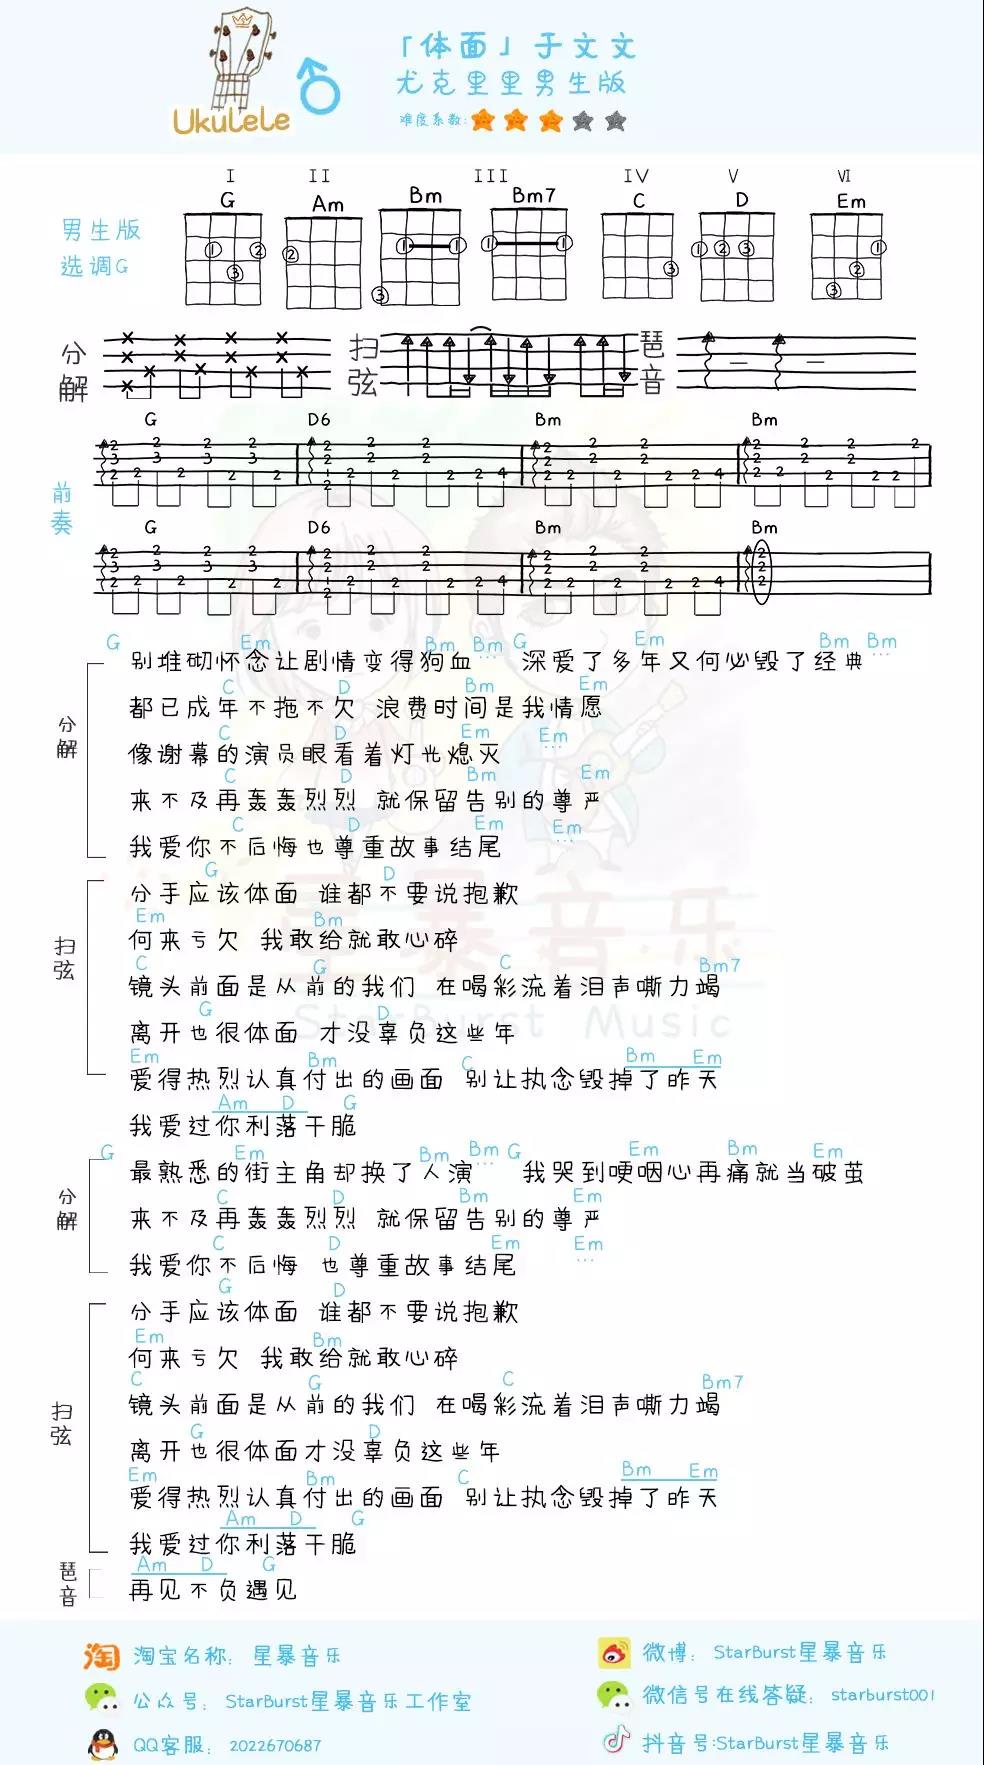 Ukulele
「体面」于文文
尤克里里男生版
难度系数:
I II III IV V VI
G Am Bm Bm7 C D Em
男生版
选调G
分解 扫弦 琶音
前奏
G D6 Bm Bm
G D6 Bm Bm
G Em Bm Bm... G Em Bm Bm...
别堆砌怀念让剧情变得狗血 深爱了多年又何必毁了经典
C D Bm Em
都已成年不拖不欠 浪费时间是我情愿
分解
C D Em Em...
像谢幕的演员眼看着灯光熄灭
C D Bm Em
来不及再轰轰烈烈 就保留告别的尊严
C D Em Em...
我爱你不后悔也尊重故事结尾
G D
分手应该体面 谁都不要说抱歉
Em Bm
何来亏欠 我敢给就敢心碎
扫弦
C G C Bm7
镜头前面是从前的我们 在喝彩流着泪声嘶力竭
G D
离开也很体面 才没辜负这些年
Em Bm C Bm Em
爱得热烈认真付出的画面 别让执念毁掉了昨天
Am D G
我爱过你利落干脆
G Em Bm Bm... G Em Bm Em
最熟悉的街主角却换了人演 我哭到哽咽心再痛就当破茧
分解
C D Bm Em
来不及再轰轰烈烈 就保留告别的尊严
C D Em Em...
我爱你不后悔 也尊重故事结尾
G D
分手应该体面 谁都不要说抱歉
Em Bm
何来亏欠 我敢给就敢心碎
C G C Bm7
镜头前面是从前的我们 在喝彩流着泪声嘶力竭
扫弦
G D
离开也很体面才没辜负这些年
Em Bm C Bm Em
爱得热烈认真付出的画面 别让执念毁掉了昨天
Am D G
我爱过你利落干脆
琶音
Am D G
再见不负遇见
星暴音乐
StarBurst Music
淘
淘宝名称: 星暴音乐
微博: StarBurst星暴音乐
公众号: StarBurst星暴音乐工作室
微信号在线答疑: starburst001
QQ客服: 2022670687
抖音号:StarBurst星暴音乐